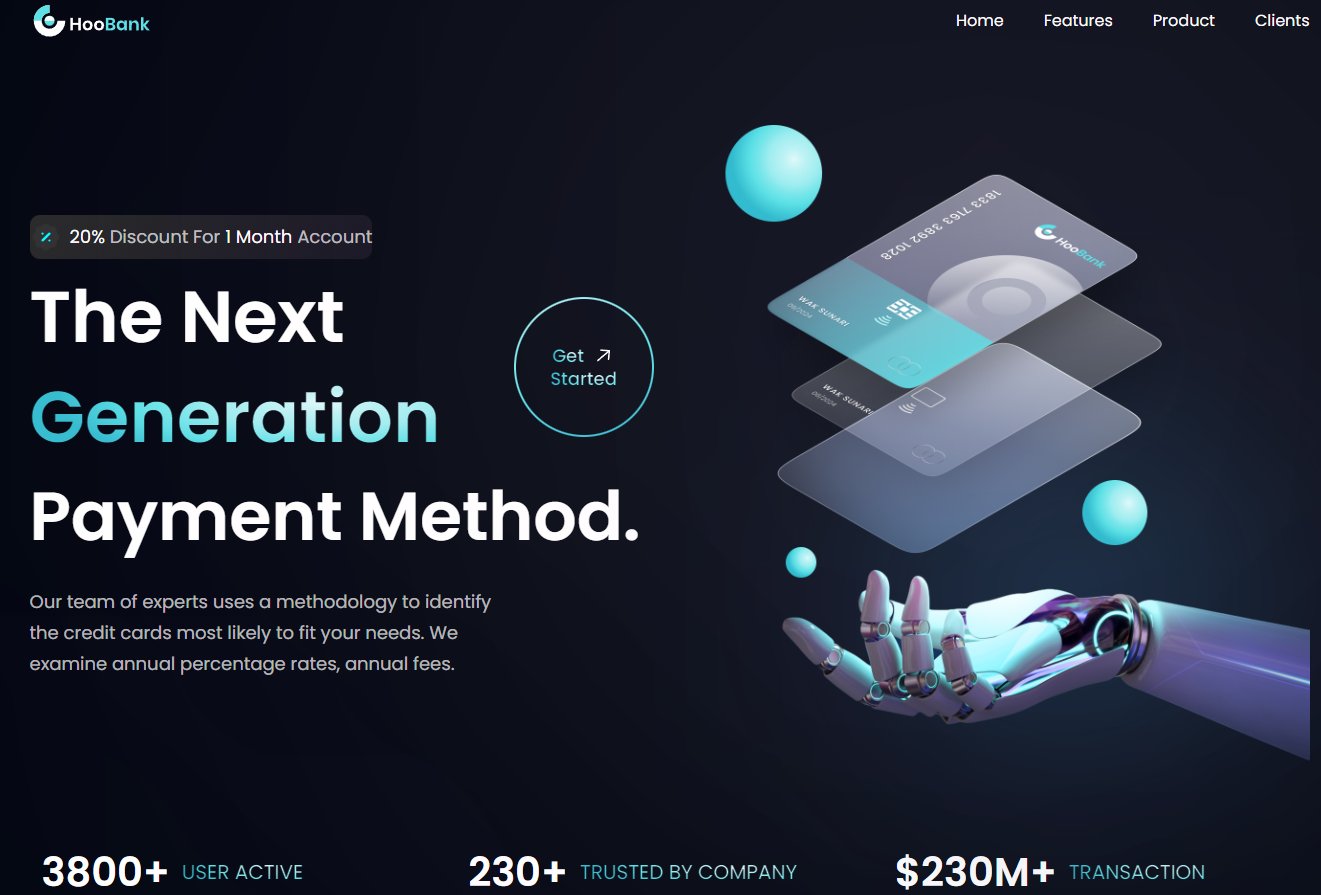 HooBank
Home Features Product Clients
20% Discount For 1 Month Account
The Next
Generation
Payment Method.
Get
Started
Our team of experts uses a methodology to identify
the credit cards most likely to fit your needs. We
examine annual percentage rates, annual fees.
1833 7163 3892 1028
HooBank
WAK SUNARI
06/2024
WAK SUNARI
06/2024
3800+ USER ACTIVE
230+ TRUSTED BY COMPANY
$230M+ TRANSACTION